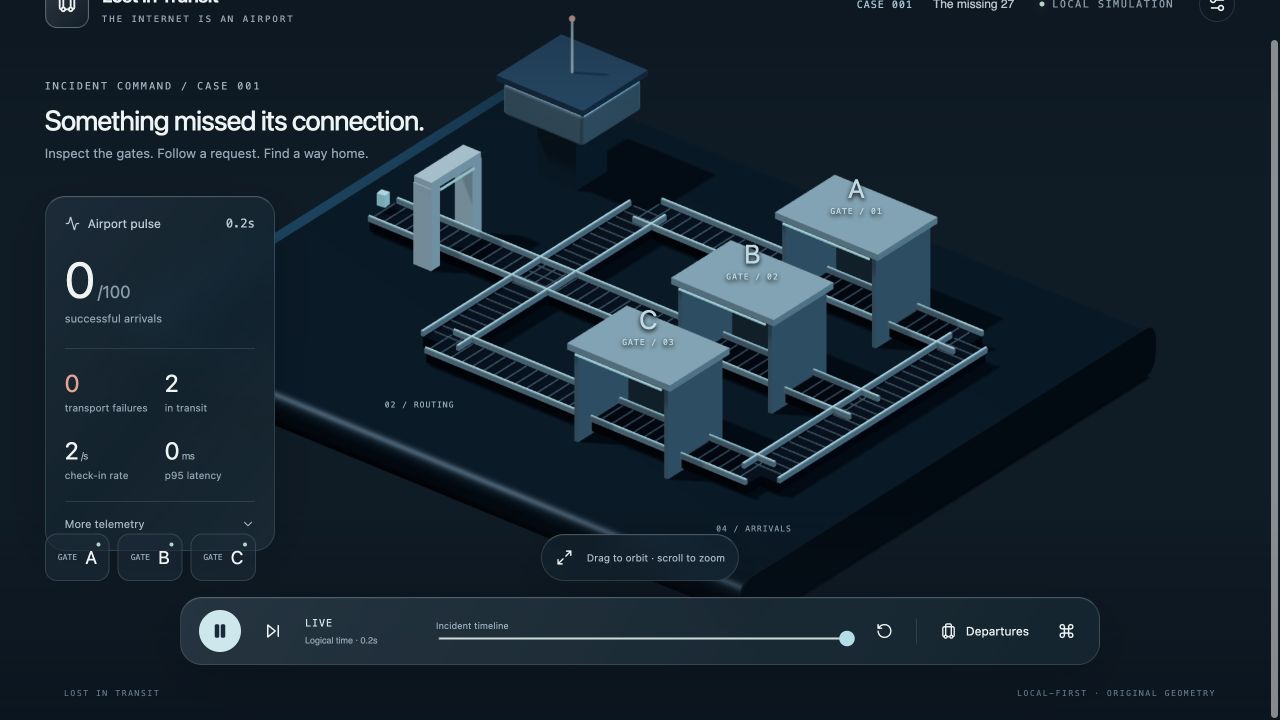 Lost in Transit
THE INTERNET IS AN AIRPORT
CASE 001
The missing 27
LOCAL SIMULATION
INCIDENT COMMAND / CASE 001
Something missed its connection.
Inspect the gates. Follow a request. Find a way home.
Airport pulse
0.2s
0/100
successful arrivals
0
transport failures
2
in transit
2/s
check-in rate
0ms
p95 latency
More telemetry
GATE A
GATE B
GATE C
A
GATE / 01
B
GATE / 02
C
GATE / 03
02 / ROUTING
04 / ARRIVALS
Drag to orbit · scroll to zoom
LIVE
Logical time · 0.2s
Incident timeline
Departures
LOST IN TRANSIT
LOCAL-FIRST · ORIGINAL GEOMETRY